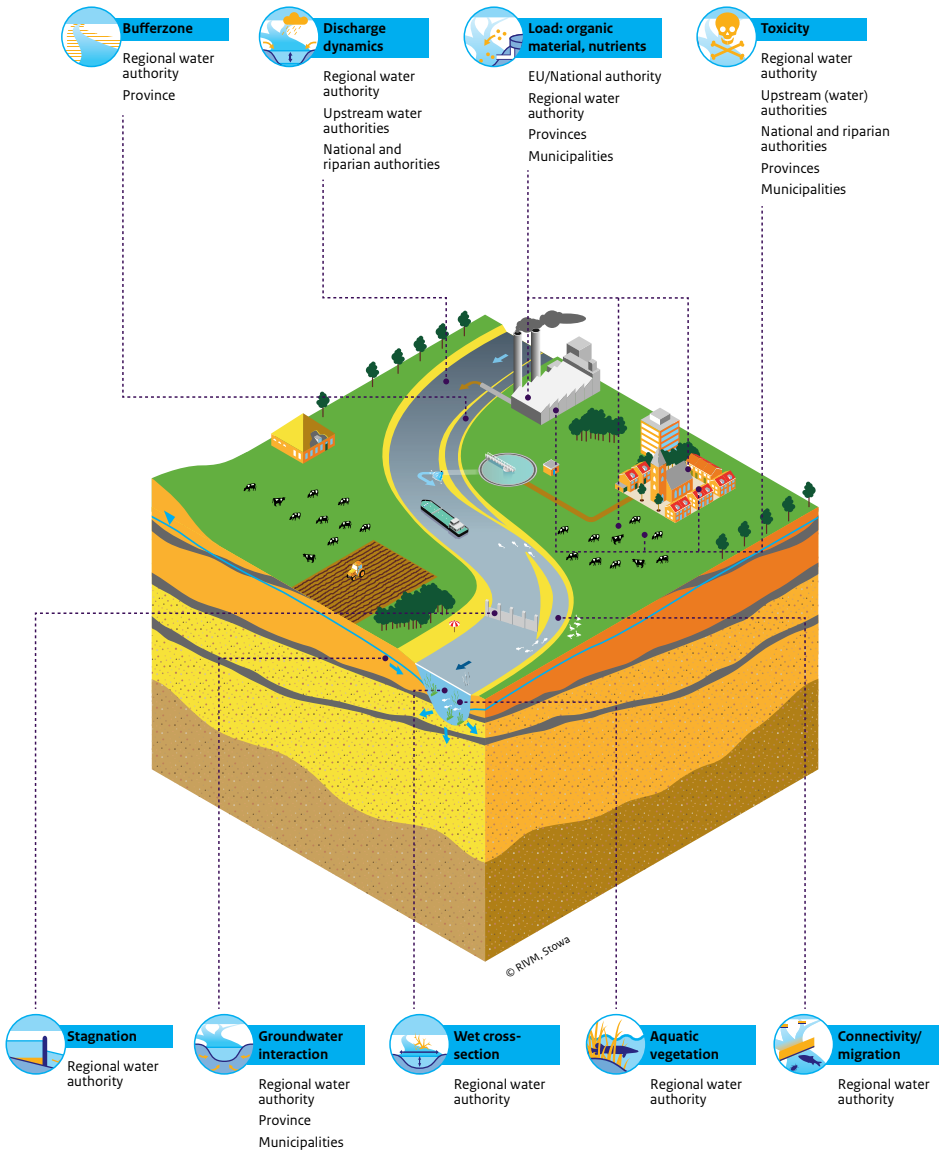 Bufferzone
Regional water
authority
Province
Discharge
dynamics
Regional water
authority
Upstream water
authorities
National and
riparian authorities
Load: organic
material, nutrients
EU/National authority
Regional water
authority
Provinces
Municipalities
Toxicity
Regional water
authority
Upstream (water)
authorities
National and riparian
authorities
Provinces
Municipalities
© RIVM, Stowa
Stagnation
Regional water
authority
Groundwater
interaction
Regional water
authority
Province
Municipalities
Wet cross-
section
Regional water
authority
Aquatic
vegetation
Regional water
authority
Connectivity/
migration
Regional water
authority